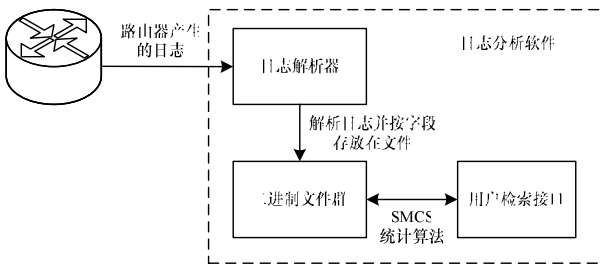 路由器产生
的日志
日志分析软件
日志解析器
解析日志并按字段
存放在文件
二进制文件群
SMCS
统计算法
用户检索接口